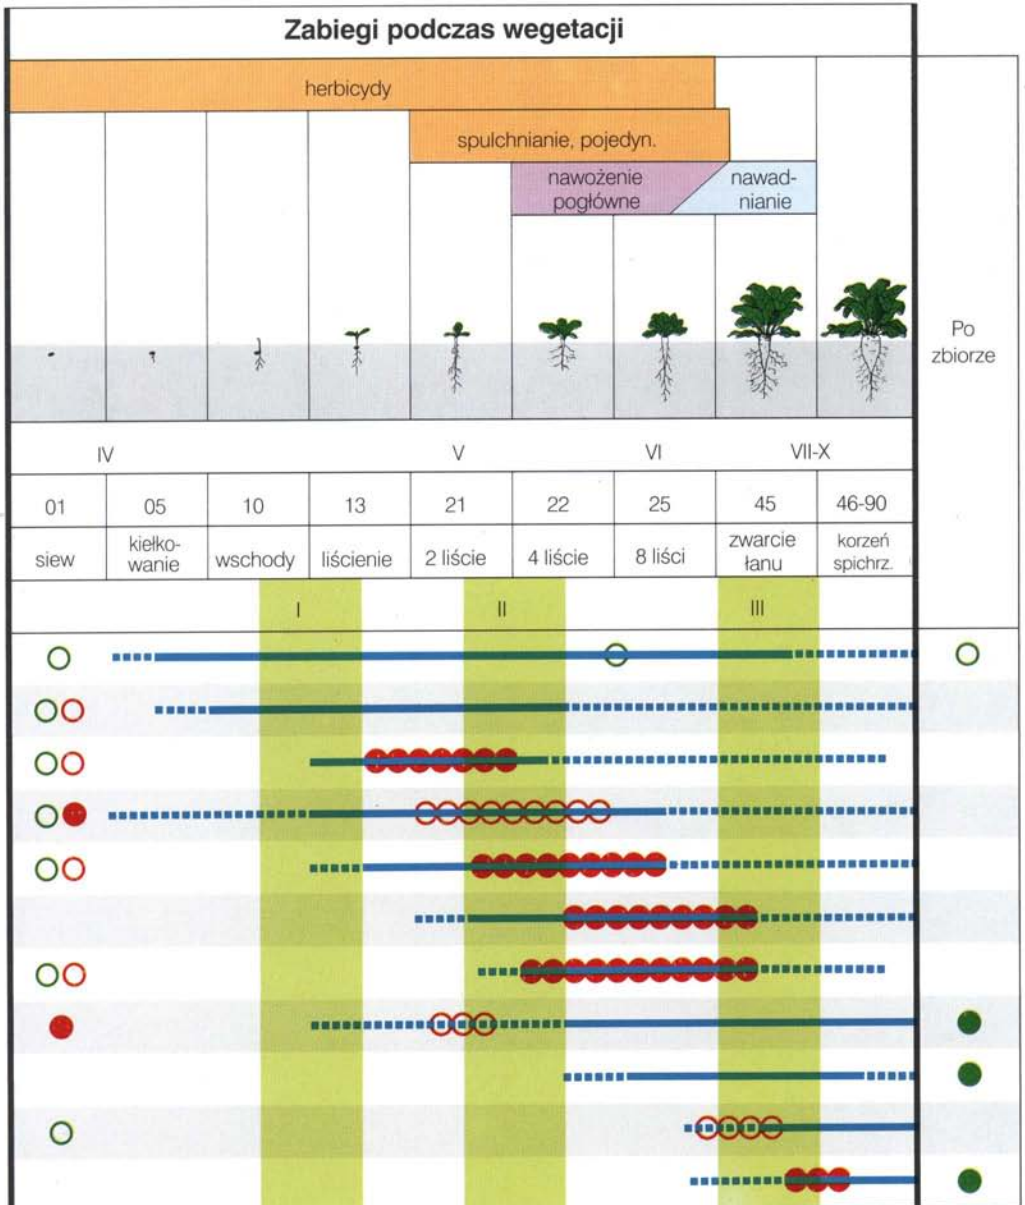 Zabiegi podczas wegetacji
herbicydy
spulchnianie, pojedyn.
nawożenie
pogłówne
nawad-
nianie
Po
zbiorze
IV V VI VII-X
01 05 10 13 21 22 25 45 46-90
siew
kiełko-
wanie
wschody
liścienie
2 liście
4 liście
8 liści
zwarcie
łanu
korzeń
spichrz.
I II III